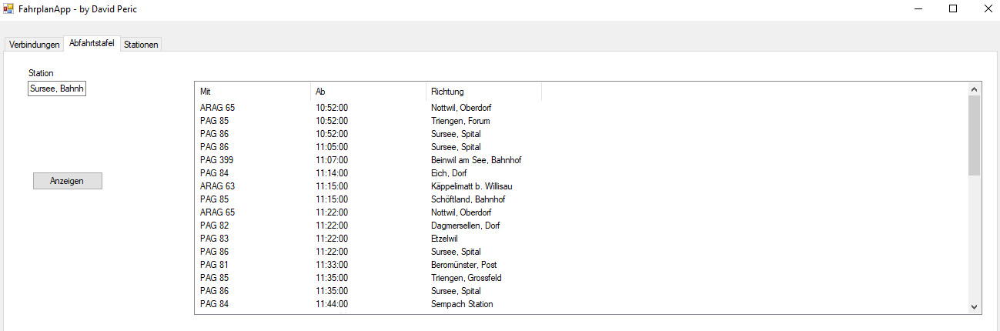 FahrplanApp - by David Peric
Verbindungen Abfahrtstafel Stationen
Station
Sursee, Bahnh
Anzeigen
Mit Ab Richtung
ARAG 65 10:52:00 Nottwil, Oberdorf
PAG 85 10:52:00 Triengen, Forum
PAG 86 10:52:00 Sursee, Spital
PAG 86 11:05:00 Sursee, Spital
PAG 399 11:07:00 Beinwil am See, Bahnhof
PAG 84 11:14:00 Eich, Dorf
ARAG 63 11:15:00 Käppelimatt b. Willisau
PAG 85 11:15:00 Schöftland, Bahnhof
ARAG 65 11:22:00 Nottwil, Oberdorf
PAG 82 11:22:00 Dagmersellen, Dorf
PAG 83 11:22:00 Etzelwil
PAG 86 11:22:00 Sursee, Spital
PAG 81 11:33:00 Beromünster, Post
PAG 85 11:35:00 Triengen, Grossfeld
PAG 86 11:35:00 Sursee, Spital
PAG 84 11:44:00 Sempach Station